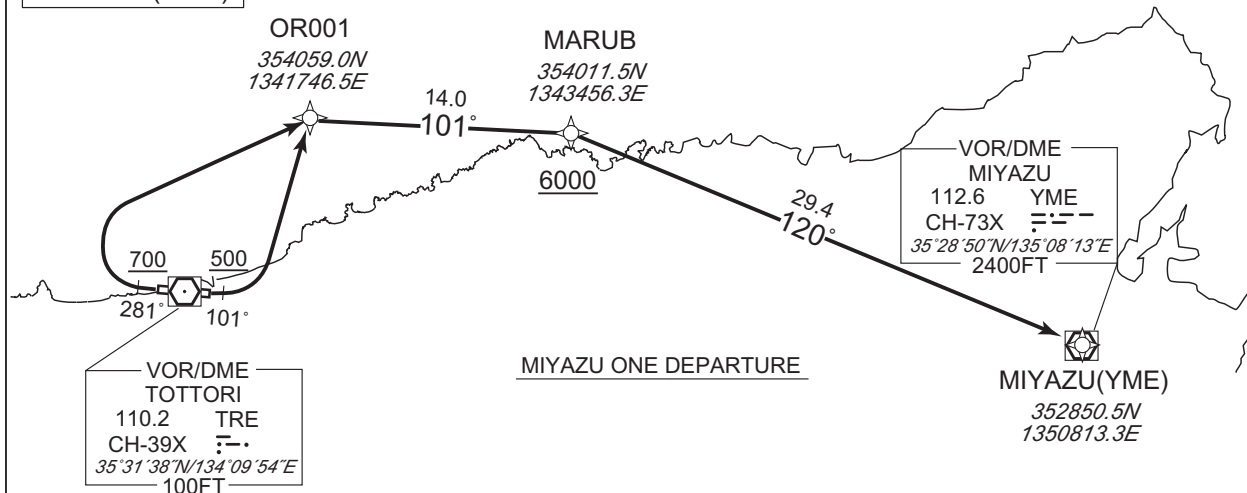 OR001
354059.0N
1341746.5E
MARUB
354011.5N
1343456.3E
14.0
101°
6000
29.4
120°
VOR/DME
MIYAZU
112.6 YME
CH-73X
35°28′50″N/135°08′13″E
2400FT
700
500
281°
101°
VOR/DME
TOTTORI
110.2 TRE
CH-39X
35°31′38″N/134°09′54″E
100FT
MIYAZU ONE DEPARTURE
MIYAZU(YME)
352850.5N
1350813.3E